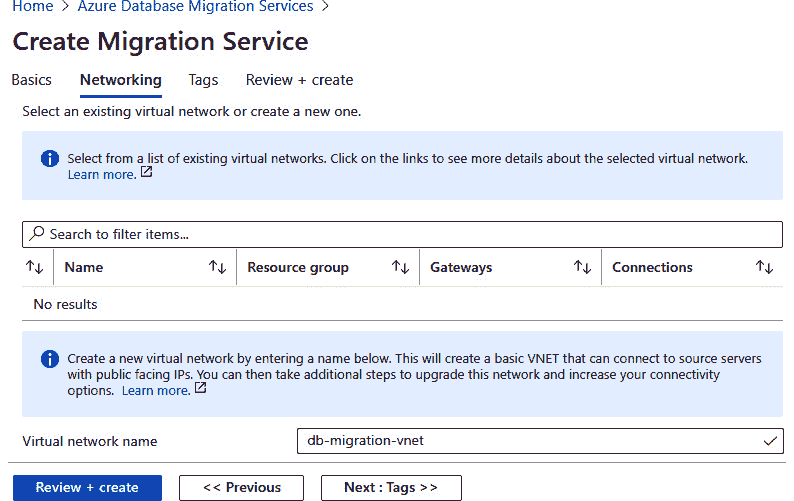 Home > Azure Database Migration Services >
Create Migration Service
Basics Networking Tags Review + create
Select an existing virtual network or create a new one.
Select from a list of existing virtual networks. Click on the links to see more details about the selected virtual network.
Learn more.
Search to filter items...
Name Resource group Gateways Connections
No results
Create a new virtual network by entering a name below. This will create a basic VNET that can connect to source servers
with public facing IPs. You can then take additional steps to upgrade this network and increase your connectivity
options. Learn more.
Virtual network name db-migration-vnet
Review + create << Previous Next : Tags >>